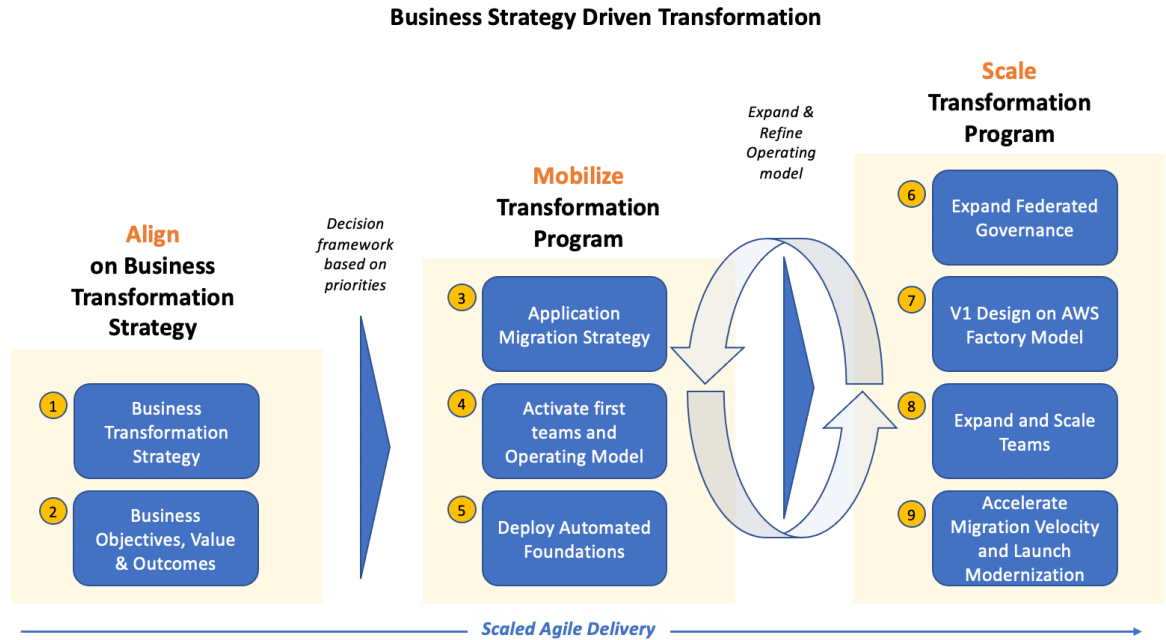 Business Strategy Driven Transformation
Align
on Business
Transformation
Strategy
1
Business
Transformation
Strategy
2
Business
Objectives, Value
& Outcomes
Decision
framework
based on
priorities
Mobilize
Transformation
Program
3
Application
Migration Strategy
4
Activate first
teams and
Operating Model
5
Deploy Automated
Foundations
Expand &
Refine
Operating
model
Scale
Transformation
Program
6
Expand Federated
Governance
7
V1 Design on AWS
Factory Model
8
Expand and Scale
Teams
9
Accelerate
Migration Velocity
and Launch
Modernization
Scaled Agile Delivery